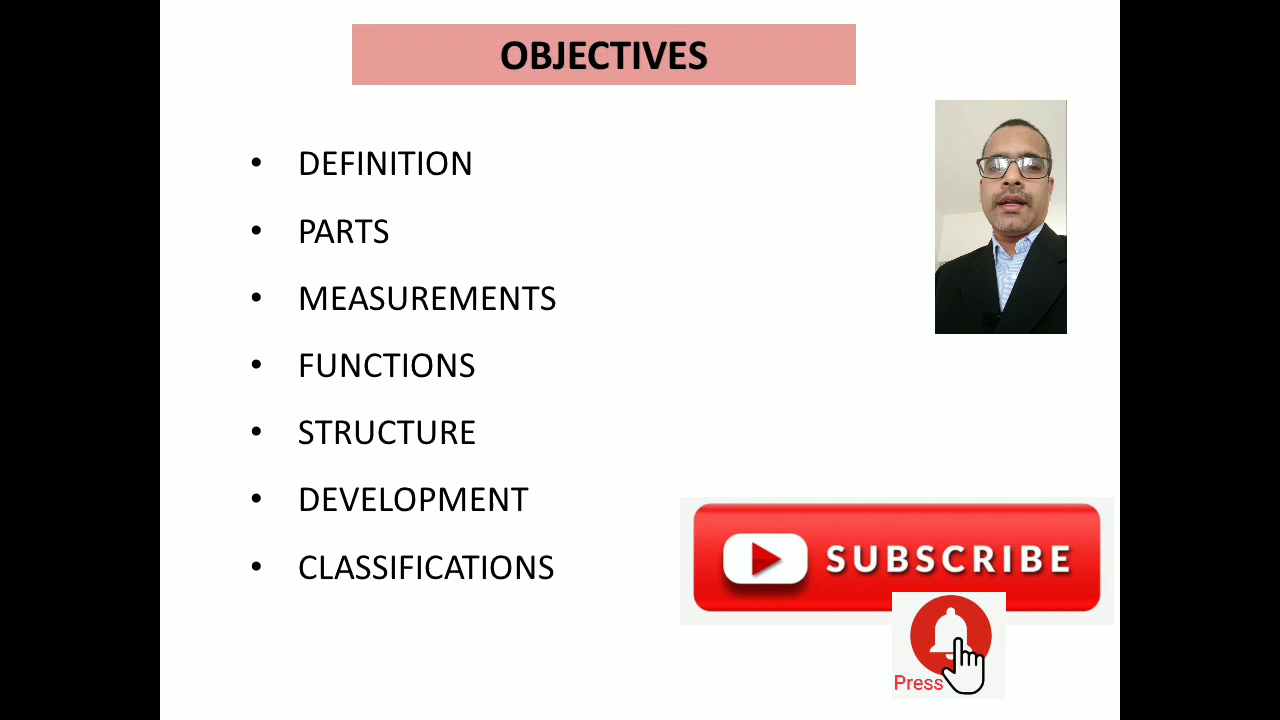 OBJECTIVES
• DEFINITION
• PARTS
• MEASUREMENTS
• FUNCTIONS
• STRUCTURE
• DEVELOPMENT
• CLASSIFICATIONS
SUBSCRIBE
Press